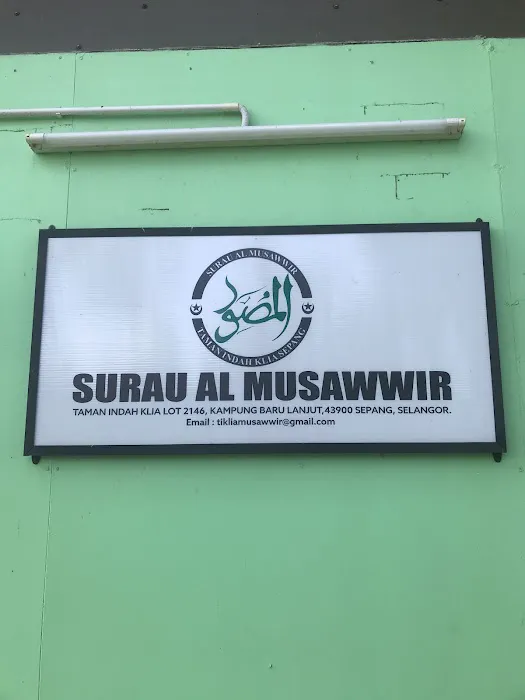 SURAU AL MUSAWWIR
المصور
TAMAN INDAH KLIA SEPANG
SURAU AL MUSAWWIR
TAMAN INDAH KLIA LOT 2146, KAMPUNG BARU LANJUT,43900 SEPANG, SELANGOR.
Email : tikliamusawwir@gmail.com